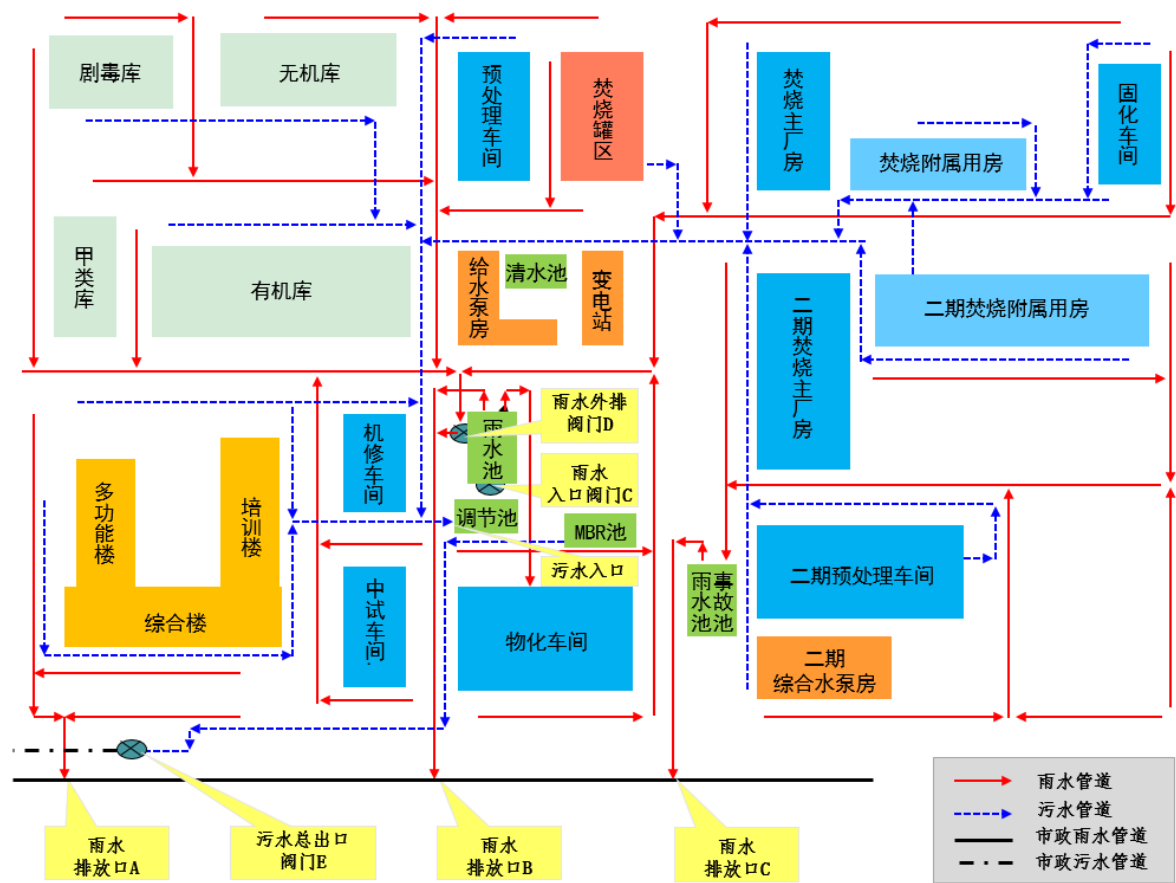 剧毒库
无机库
预处理车间
焚烧罐区
焚烧主厂房
焚烧附属用房
固化车间
甲类库
有机库
给水泵房
清水池
变电站
二期焚烧主厂房
二期焚烧附属用房
多功能楼
培训楼
综合楼
机修车间
中试车间.
雨水池
雨水外排
阀门D
雨水
入口阀门C
调节池
MBR池
污水入口
物化车间
雨水池
事故池
二期预处理车间
二期
综合水泵房
雨水
排放口A
污水总出口
阀门E
雨水
排放口B
雨水
排放口C
雨水管道
污水管道
市政雨水管道
市政污水管道